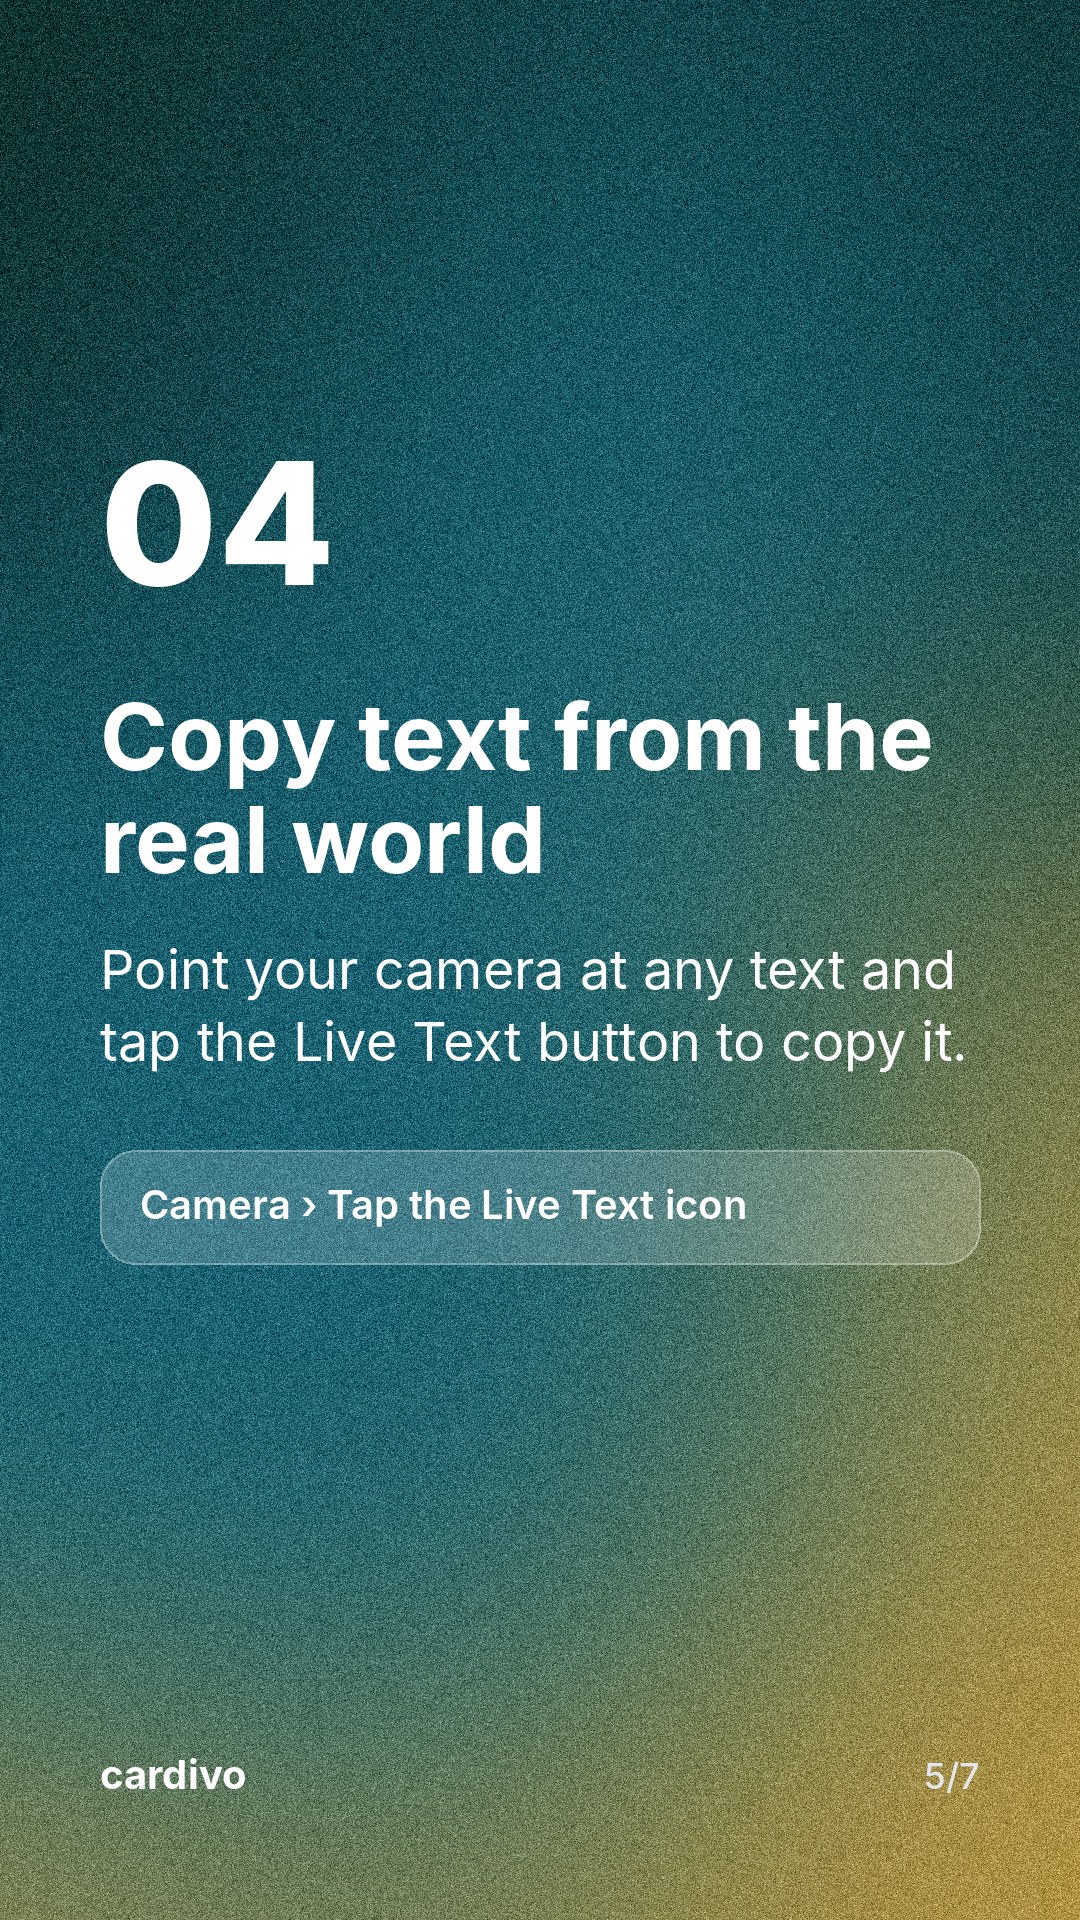 04
Copy text from the
real world
Point your camera at any text and
tap the Live Text button to copy it.
Camera › Tap the Live Text icon
cardivo
5/7